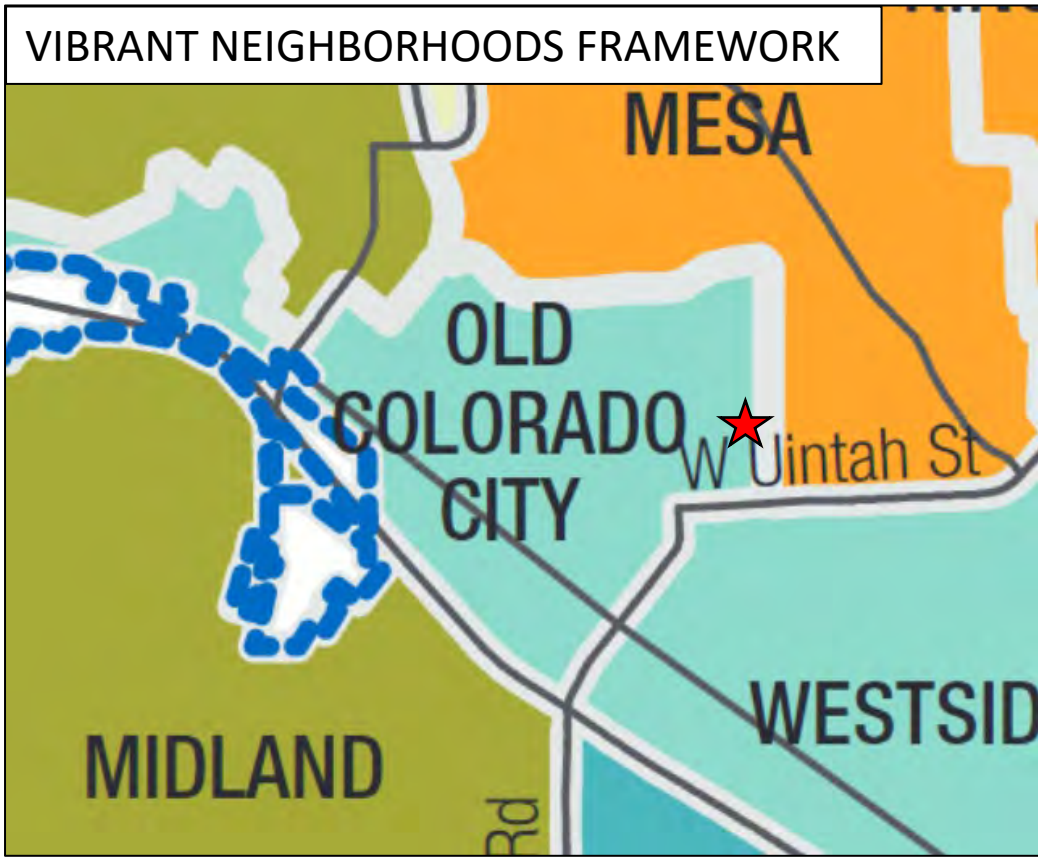 VIBRANT NEIGHBORHOODS FRAMEWORK
MESA
OLD
COLORADO
CITY
W Uintah St
WESTSID
MIDLAND
Rd